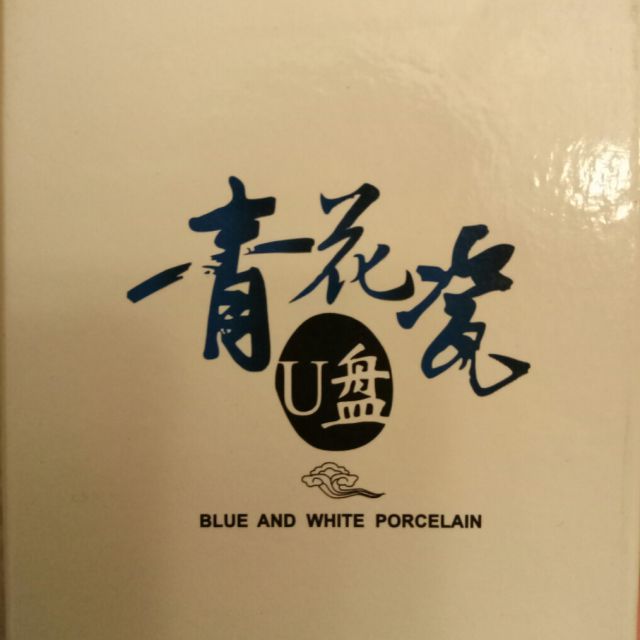 青花瓷
U盘
BLUE AND WHITE PORCELAIN